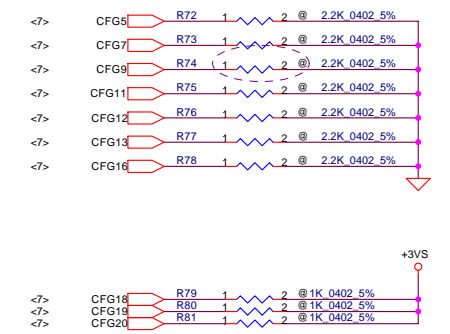 <7> CFG5 R72 1 2 @ 2.2K_0402_5%
<7> CFG7 R73 1 2 @ 2.2K_0402_5%
<7> CFG9 R74 1 2 @ 2.2K_0402_5%
<7> CFG11 R75 1 2 @ 2.2K_0402_5%
<7> CFG12 R76 1 2 @ 2.2K_0402_5%
<7> CFG13 R77 1 2 @ 2.2K_0402_5%
<7> CFG16 R78 1 2 @ 2.2K_0402_5%
+3VS
<7> CFG18 R79 1 2 @ 1K_0402_5%
<7> CFG19 R80 1 2 @ 1K_0402_5%
<7> CFG20 R81 1 2 @ 1K_0402_5%